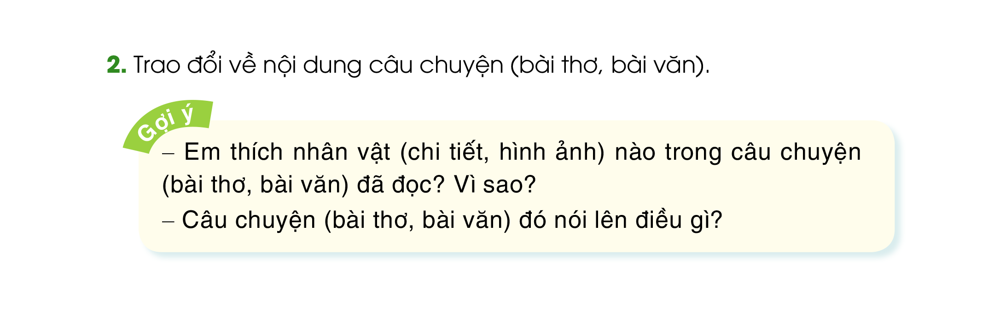 2. Trao đổi về nội dung câu chuyện (bài thơ, bài văn).
Gợi ý
– Em thích nhân vật (chi tiết, hình ảnh) nào trong câu chuyện
(bài thơ, bài văn) đã đọc? Vì sao?
– Câu chuyện (bài thơ, bài văn) đó nói lên điều gì?